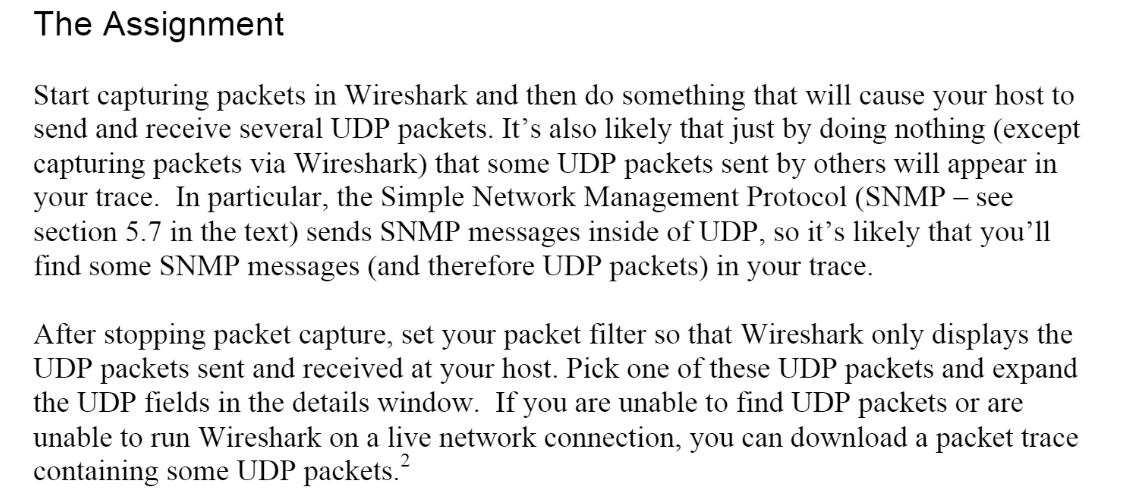 The Assignment
Start capturing packets in Wireshark and then do something that will cause your host to
send and receive several UDP packets. It’s also likely that just by doing nothing (except
capturing packets via Wireshark) that some UDP packets sent by others will appear in
your trace.  In particular, the Simple Network Management Protocol (SNMP – see
section 5.7 in the text) sends SNMP messages inside of UDP, so it’s likely that you’ll
find some SNMP messages (and therefore UDP packets) in your trace.
After stopping packet capture, set your packet filter so that Wireshark only displays the
UDP packets sent and received at your host. Pick one of these UDP packets and expand
the UDP fields in the details window.  If you are unable to find UDP packets or are
unable to run Wireshark on a live network connection, you can download a packet trace
containing some UDP packets.²